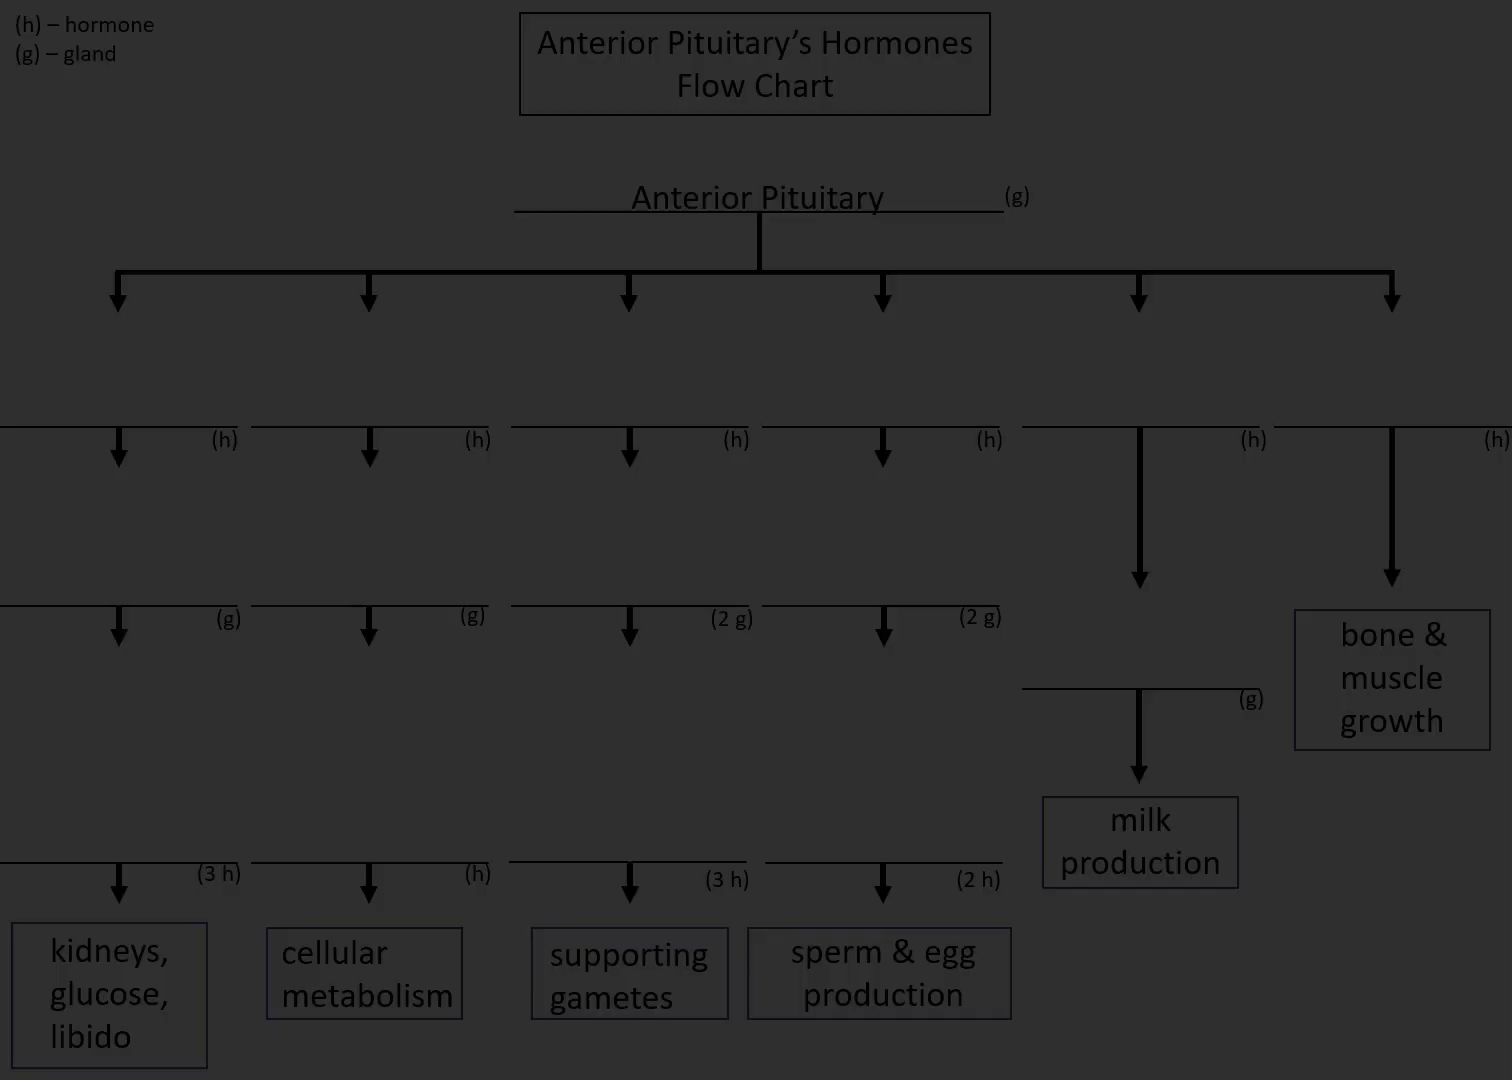 (h) – hormone
(g) – gland
Anterior Pituitary’s Hormones
Flow Chart
Anterior Pituitary
(g)
(h)
(h)
(h)
(h)
(h)
(h)
(g)
(g)
(2 g)
(2 g)
bone &
muscle
growth
(g)
milk
production
(3 h)
(h)
(3 h)
(2 h)
kidneys,
glucose,
libido
cellular
metabolism
supporting
gametes
sperm & egg
production